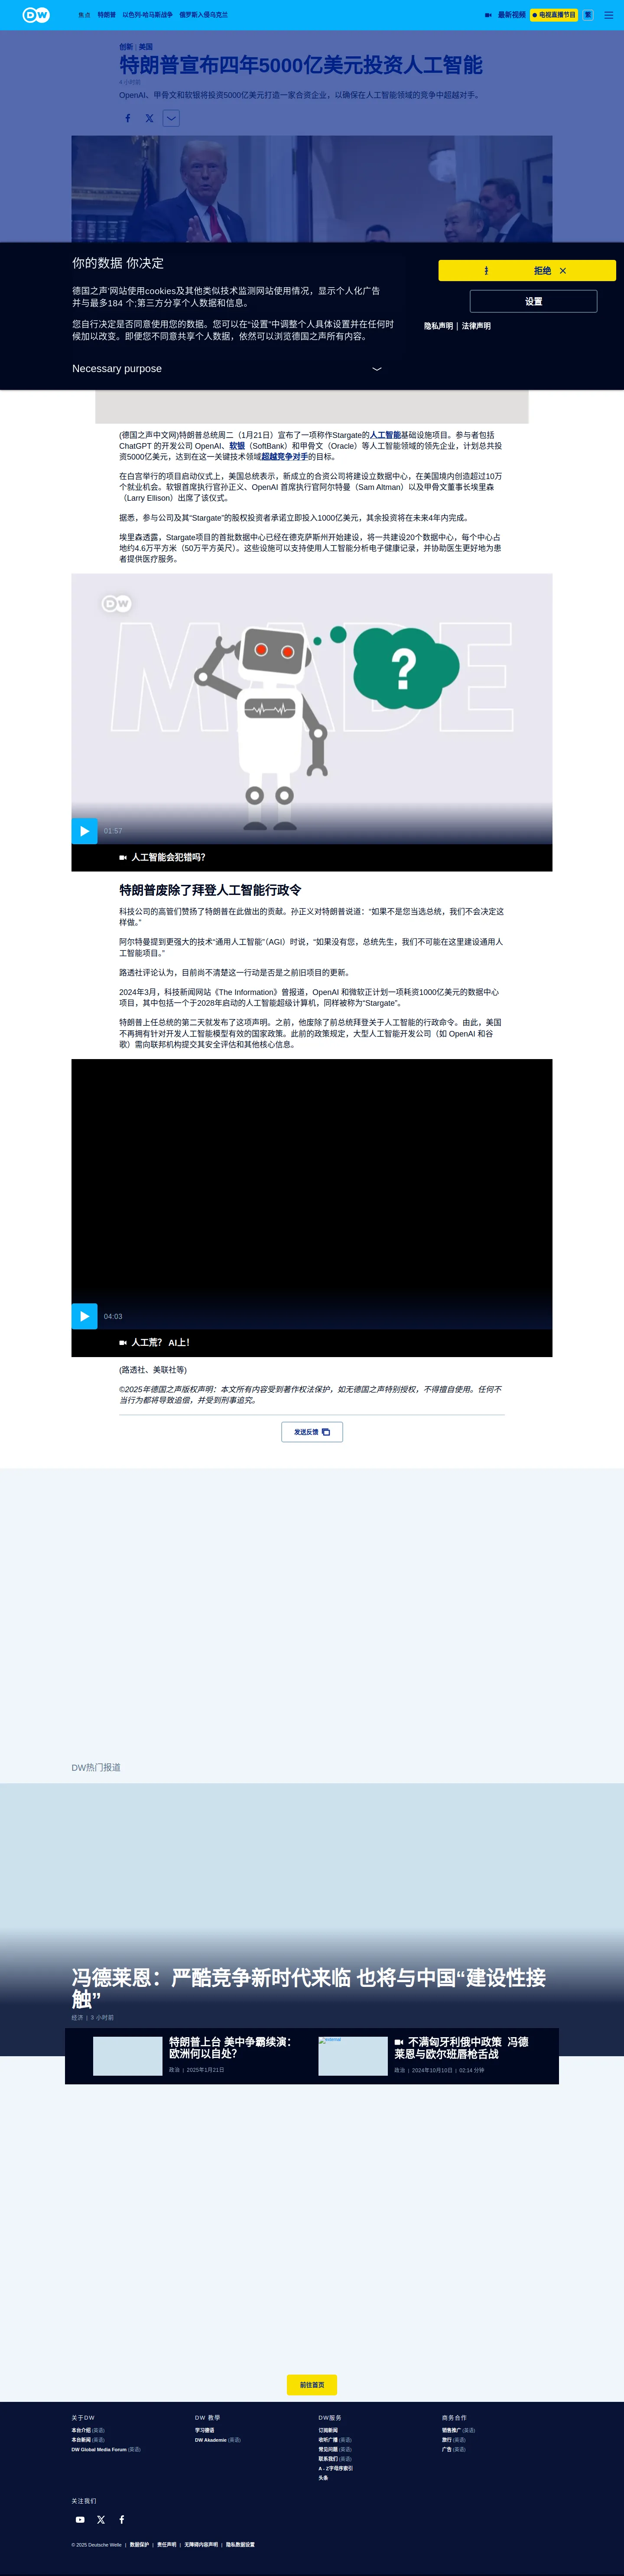 DW 焦点 特朗普 以色列-哈马斯战争 俄罗斯入侵乌克兰 最新视频 电视直播节目 繁
创新 | 美国
特朗普宣布四年5000亿美元投资人工智能
4 小时前
OpenAI、甲骨文和软银将投资5000亿美元打造一家合资企业，以确保在人工智能领域的竞争中超越对手。
你的数据 你决定
德国之声'网站使用cookies及其他类似技术监测网站使用情况，显示个人化广告
并与最多184 个;第三方分享个人数据和信息。
您自行决定是否同意使用您的数据。您可以在“设置”中调整个人具体设置并在任何时
候加以改变。即便您不同意共享个人数据，依然可以浏览德国之声所有内容。
Necessary purpose
拒绝
设置
隐私声明 | 法律声明
(德国之声中文网)特朗普总统周二（1月21日）宣布了一项称作Stargate的人工智能基础设施项目。参与者包括
ChatGPT 的开发公司 OpenAI、软银（SoftBank）和甲骨文（Oracle）等人工智能领域的领先企业，计划总共投
资5000亿美元，达到在这一关键技术领域超越竞争对手的目标。
在白宫举行的项目启动仪式上，美国总统表示，新成立的合资公司将建设立数据中心，在美国境内创造超过10万
个就业机会。软银首席执行官孙正义、OpenAI 首席执行官阿尔特曼（Sam Altman）以及甲骨文董事长埃里森
（Larry Ellison）出席了该仪式。
据悉，参与公司及其“Stargate”的股权投资者承诺立即投入1000亿美元，其余投资将在未来4年内完成。
埃里森透露，Stargate项目的首批数据中心已经在德克萨斯州开始建设，将一共建设20个数据中心，每个中心占
地约4.6万平方米（50万平方英尺）。这些设施可以支持使用人工智能分析电子健康记录，并协助医生更好地为患
者提供医疗服务。
DW
MADE
?
01:57
人工智能会犯错吗？
特朗普废除了拜登人工智能行政令
科技公司的高管们赞扬了特朗普在此做出的贡献。孙正义对特朗普说道：“如果不是您当选总统，我们不会决定这
样做。”
阿尔特曼提到更强大的技术“通用人工智能”（AGI）时说，“如果没有您，总统先生，我们不可能在这里建设通用人
工智能项目。”
路透社评论认为，目前尚不清楚这一行动是否是之前旧项目的更新。
2024年3月，科技新闻网站《The Information》曾报道，OpenAI 和微软正计划一项耗资1000亿美元的数据中心
项目，其中包括一个于2028年启动的人工智能超级计算机，同样被称为“Stargate”。
特朗普上任总统的第二天就发布了这项声明。之前，他废除了前总统拜登关于人工智能的行政命令。由此，美国
不再拥有针对开发人工智能模型有效的国家政策。此前的政策规定，大型人工智能开发公司（如 OpenAI 和谷
歌）需向联邦机构提交其安全评估和其他核心信息。
04:03
人工荒？ AI上！
(路透社、美联社等)
©2025年德国之声版权声明：本文所有内容受到著作权法保护，如无德国之声特别授权，不得擅自使用。任何不
当行为都将导致追偿，并受到刑事追究。
发送反馈
DW热门报道
冯德莱恩：严酷竞争新时代来临 也将与中国“建设性接
触”
经济 | 3 小时前
特朗普上台 美中争霸续演：
欧洲何以自处？
政治 | 2025年1月21日
external
不满匈牙利俄中政策 冯德
莱恩与欧尔班唇枪舌战
政治 | 2024年10月10日 | 02:14 分钟
前往首页
关于DW
本台介绍 (英语)
本台新闻 (英语)
DW Global Media Forum (英语)
DW 教學
学习德语
DW Akademie (英语)
DW服务
订阅新闻
收听广播 (英语)
常见问题 (英语)
联系我们 (英语)
A - Z字母序索引
头条
商务合作
销售推广 (英语)
旅行 (英语)
广告 (英语)
关注我们
© 2025 Deutsche Welle | 数据保护 | 责任声明 | 无障碍内容声明 | 隐私数据设置